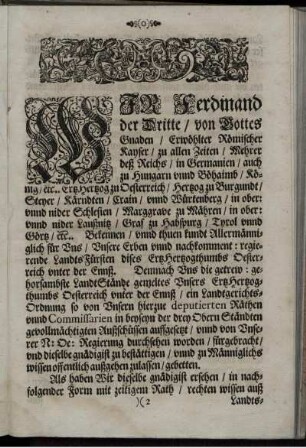 (o)
WJR Ferdinand
der Dritte / von Gottes
Gnaden / Erwöhlter Römischer
Kayser / zu allen Zeiten / Mehrer
deß Reichs / in Germanien / auch
zu Hungarn vnnd Böhaimb / Kö-
nig / &c. Ertz Hertzog zu Oesterreich / Hertzog zu Burgundt /
Steyer / Kärndten / Crain / vnnd Würtenberg / in ober:
vnnd nider Schlesien / Marggrave zu Mähren / in ober:
vnnd nider Laußnitz / Graf zu Habspurg / Tyrol vnnd
Görtz / &c. Bekennen / vnnd thuen kundt Allermänni-
glich für Vns / Vnsere Erben vnnd nachkomment: regie-
rende Landts Fürsten dises Ertzhertzogthumbs Oester-
reich vnter der Ennß. Demnach Vns die getrew: ge-
horsambste LandtStände gemeltes Vnsers ErtzHertzog-
thumbs Oesterreich vnter der Ennß / ein Landtgerichts-
Ordnung so von Vnsern hierzue deputierten Räthen
vnnd Commissarien in beyseyn der drey Obern Ständten
gevollmächtigten Außschüssen auffgesetzt / vnnd von Vnse-
rer N: Oe: Regierung durchsehen worden / fürgebracht /
vnd dieselbe gnädigist zu bestättigen / vnnd zu Männiglichs
wissen offentlich außgehen zulassen / gebetten.
Als haben Wir dieselbe gnädigist ersehen / in nach-
folgender Form mit zeitigem Rath / rechten wissen auß
)( 2 Landts-